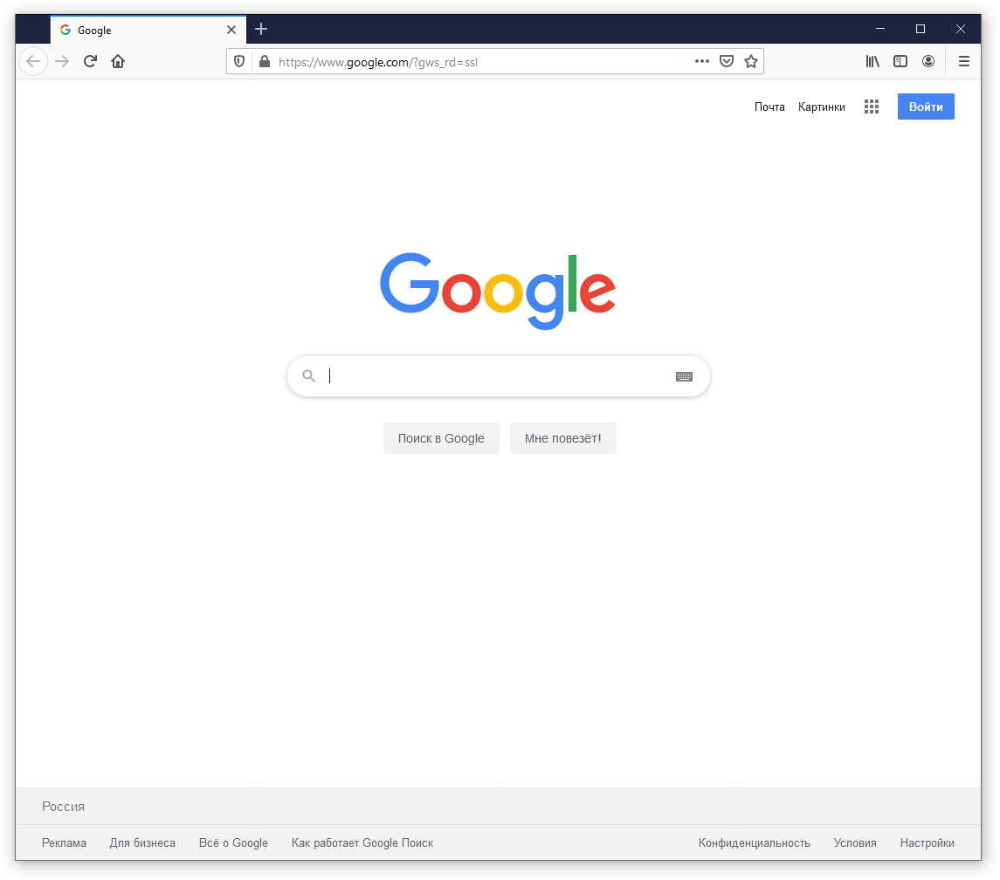 Google
https://www.google.com/?gws_rd=ssl
Почта Картинки Войти
Google
Поиск в Google Мне повезёт!
Россия
Реклама Для бизнеса Всё о Google Как работает Google Поиск Конфиденциальность Условия Настройки